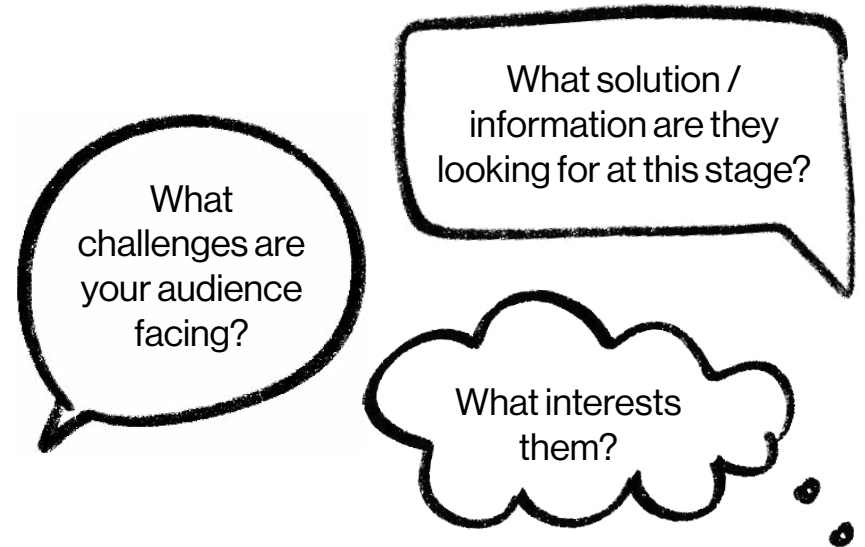 What
challenges are
your audience
facing?
What solution /
information are they
looking for at this stage?
What interests
them?